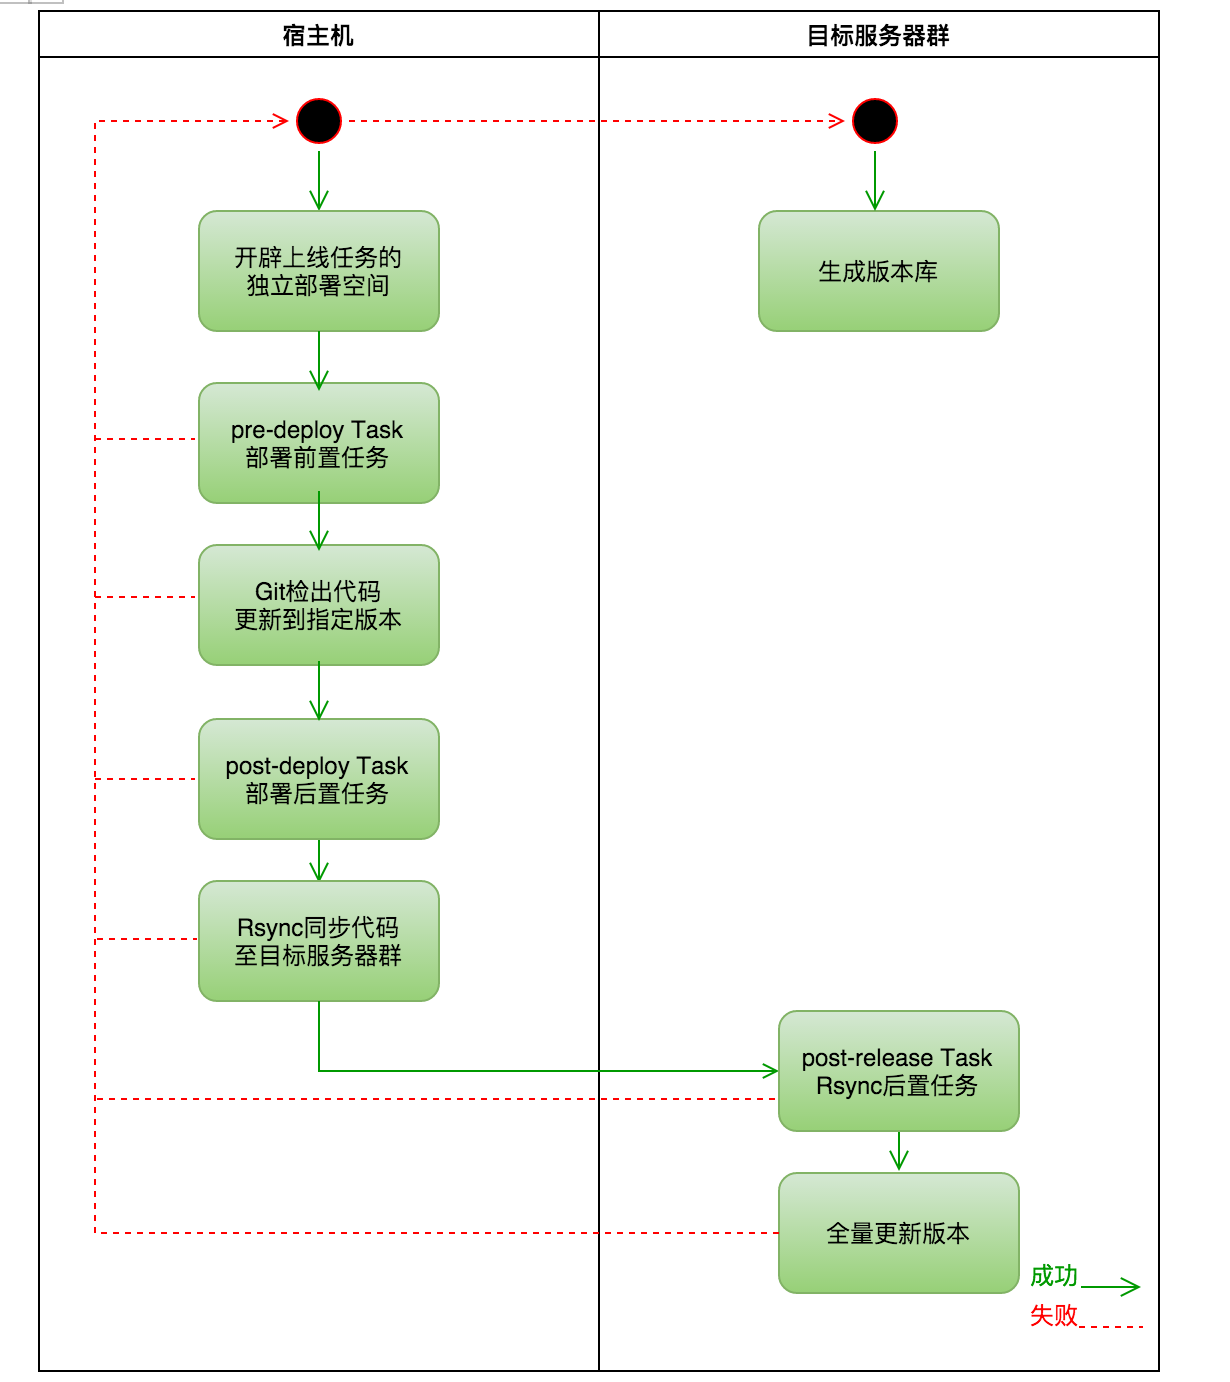 宿主机
目标服务器群
开辟上线任务的
独立部署空间
生成版本库
pre-deploy Task
部署前置任务
Git检出代码
更新到指定版本
post-deploy Task
部署后置任务
Rsync同步代码
至目标服务器群
post-release Task
Rsync后置任务
全量更新版本
成功
失败